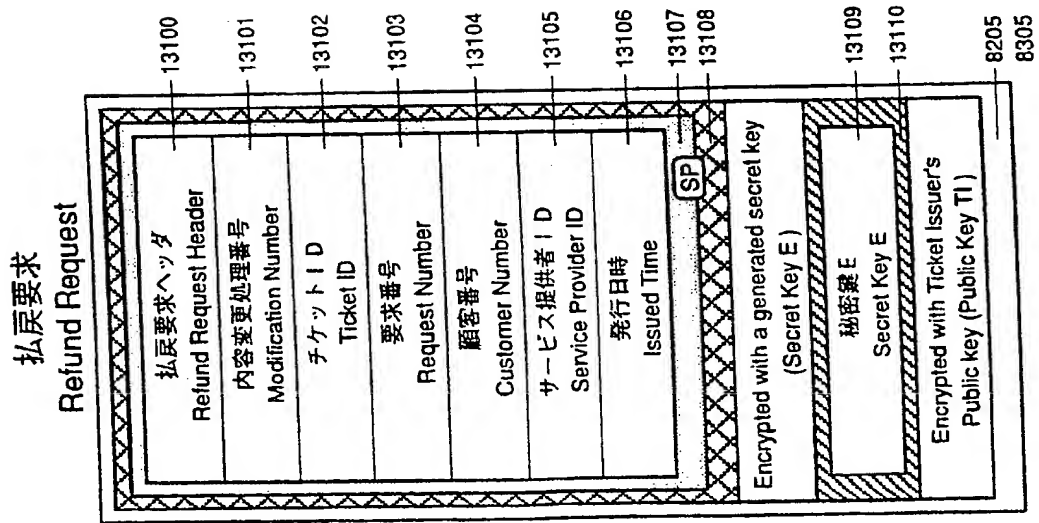 払戻要求
Refund Request
払戻要求ヘッダ
Refund Request Header
13100
内容変更処理番号
Modification Number
13101
チケットID
Ticket ID
13102
要求番号
Request Number
13103
顧客番号
Customer Number
13104
サービス提供者ID
Service Provider ID
13105
発行日時
Issued Time
13106
SP
13107
13108
Encrypted with a generated secret key
(Secret Key E)
秘密鍵E
Secret Key E
13109
13110
Encrypted with Ticket Issuer's
Public key (Public Key TI)
8205
8305